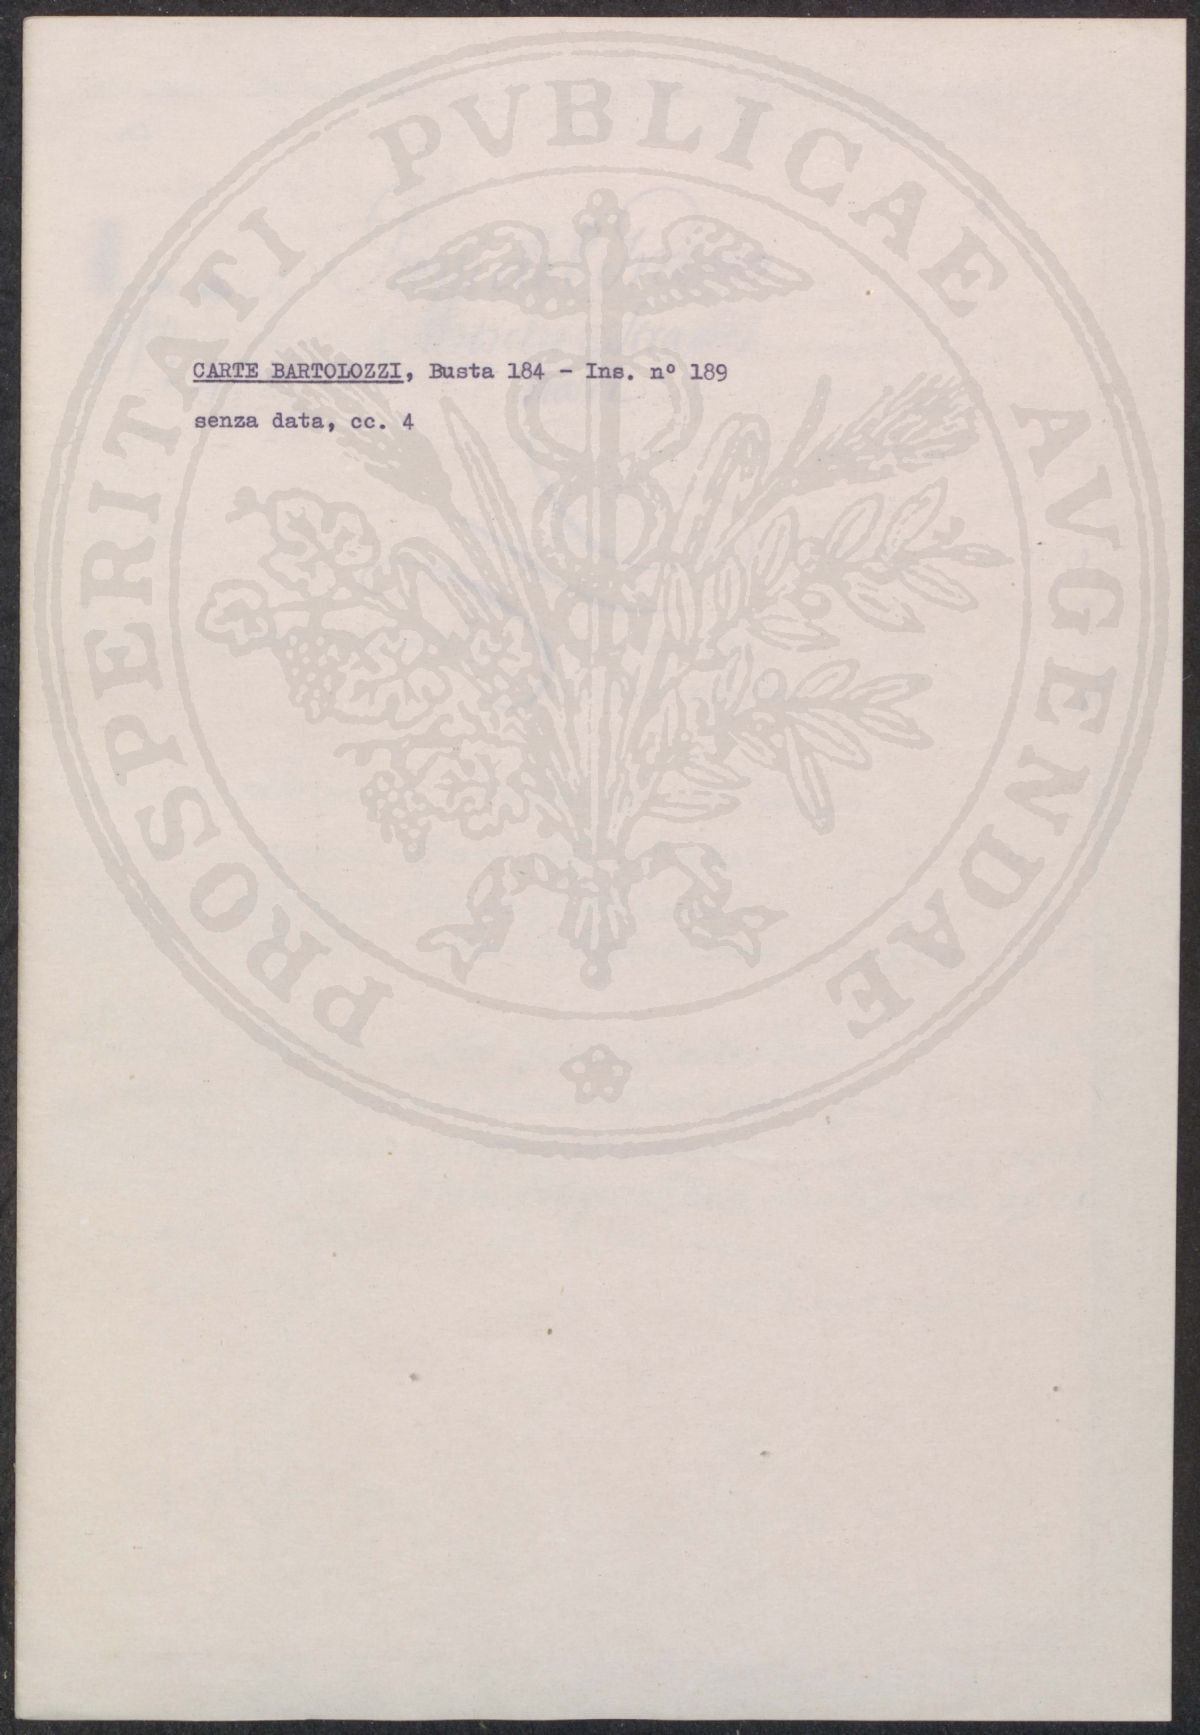 PROSPERITATI PVBLICAE AVGENDAE
CARTE BARTOLOZZI, Busta 184 - Ins. nº 189
senza data, cc. 4